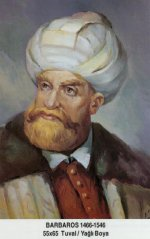 BARBAROS 1466-1546
55x65 Tuval / Yağlı Boya